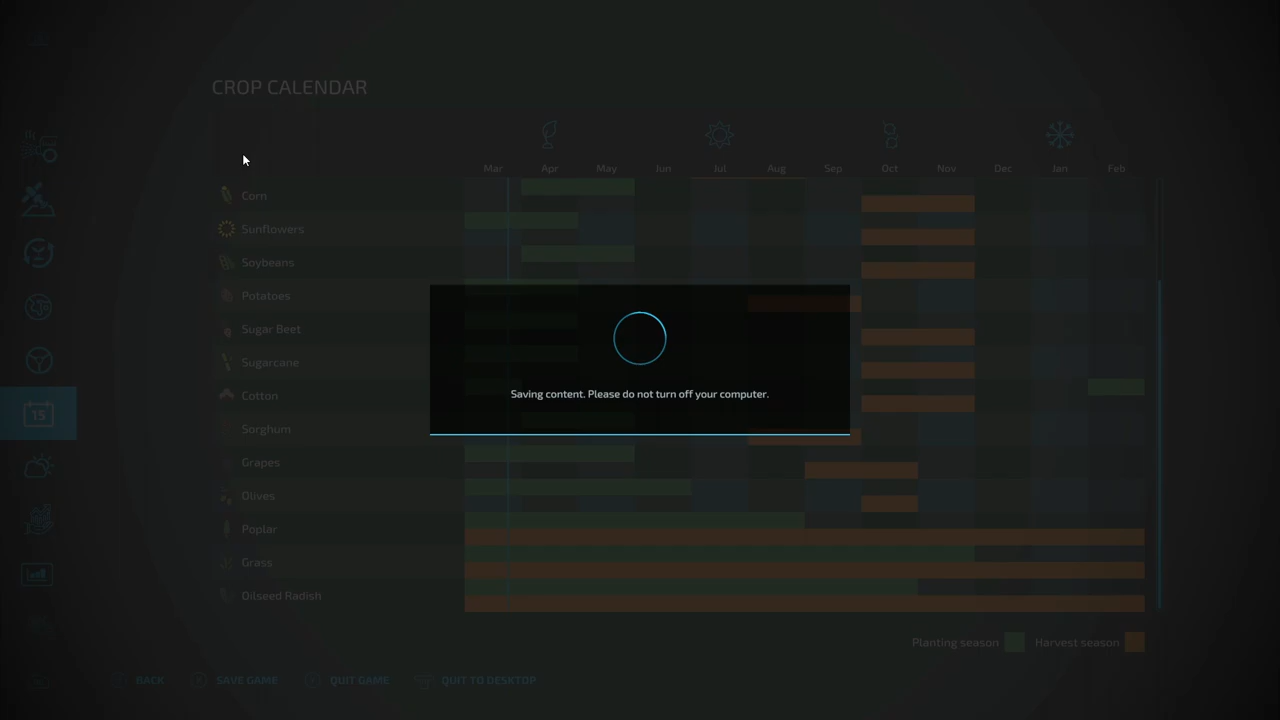 CROP CALENDAR
Mar Apr May Jun Jul Aug Sep Oct Nov Dec Jan Feb
Corn
Sunflowers
Soybeans
Potatoes
Sugar Beet
Sugarcane
Cotton
Sorghum
Grapes
Olives
Poplar
Grass
Oilseed Radish
15
Saving content. Please do not turn off your computer.
Planting season Harvest season
BACK SAVE GAME QUIT GAME QUIT TO DESKTOP